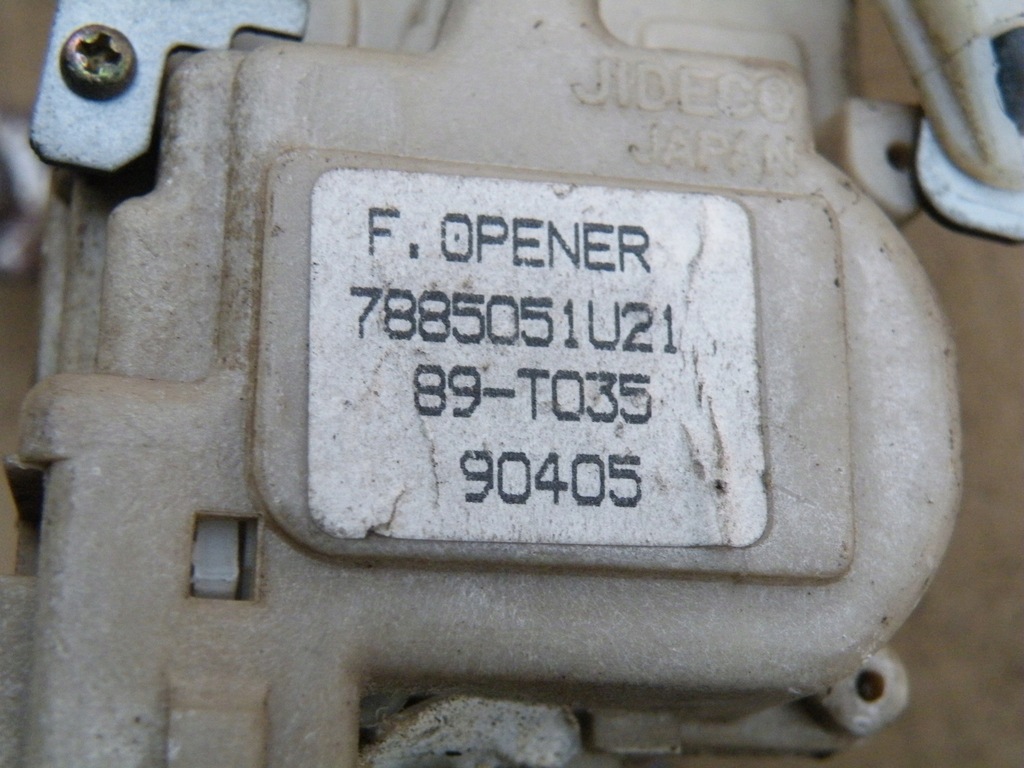 JIDECO
JAPAN
F. OPENER
7885051U21
89-T035
90405